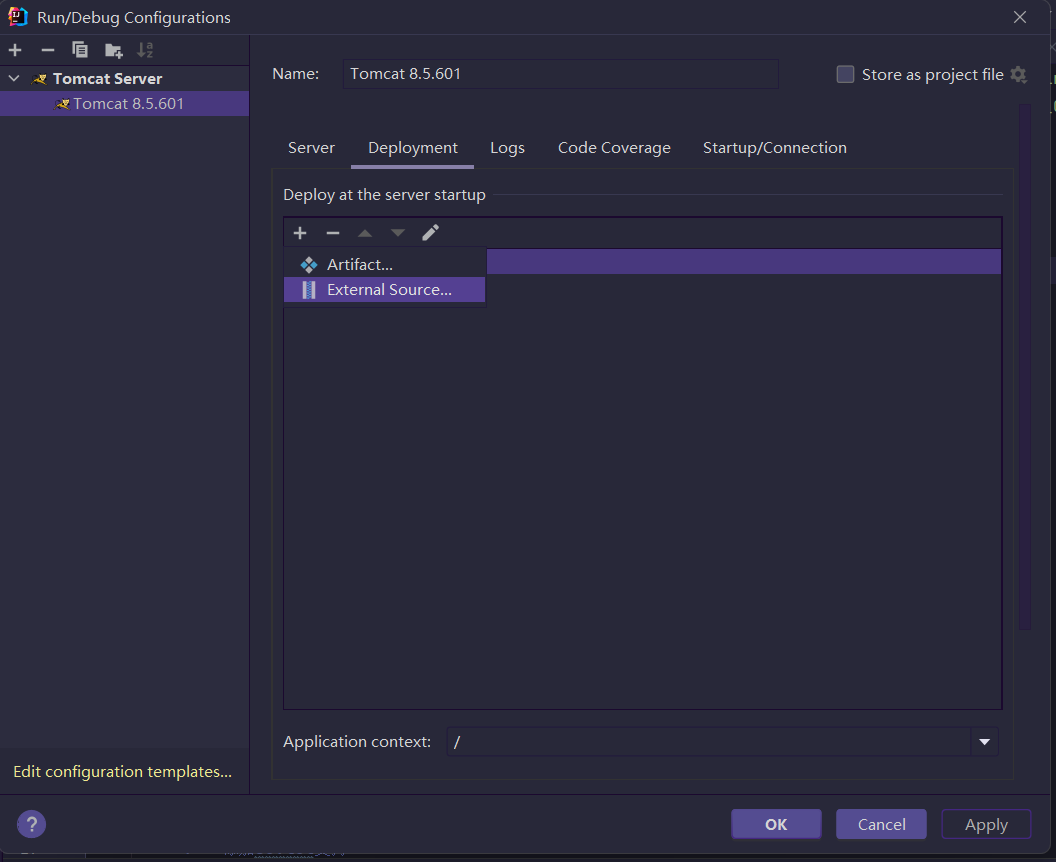 Run/Debug Configurations
Tomcat Server
Tomcat 8.5.601
Name:
Tomcat 8.5.601
Store as project file
Server
Deployment
Logs
Code Coverage
Startup/Connection
Deploy at the server startup
Artifact...
External Source...
Application context:
/
Edit configuration templates...
?
OK
Cancel
Apply